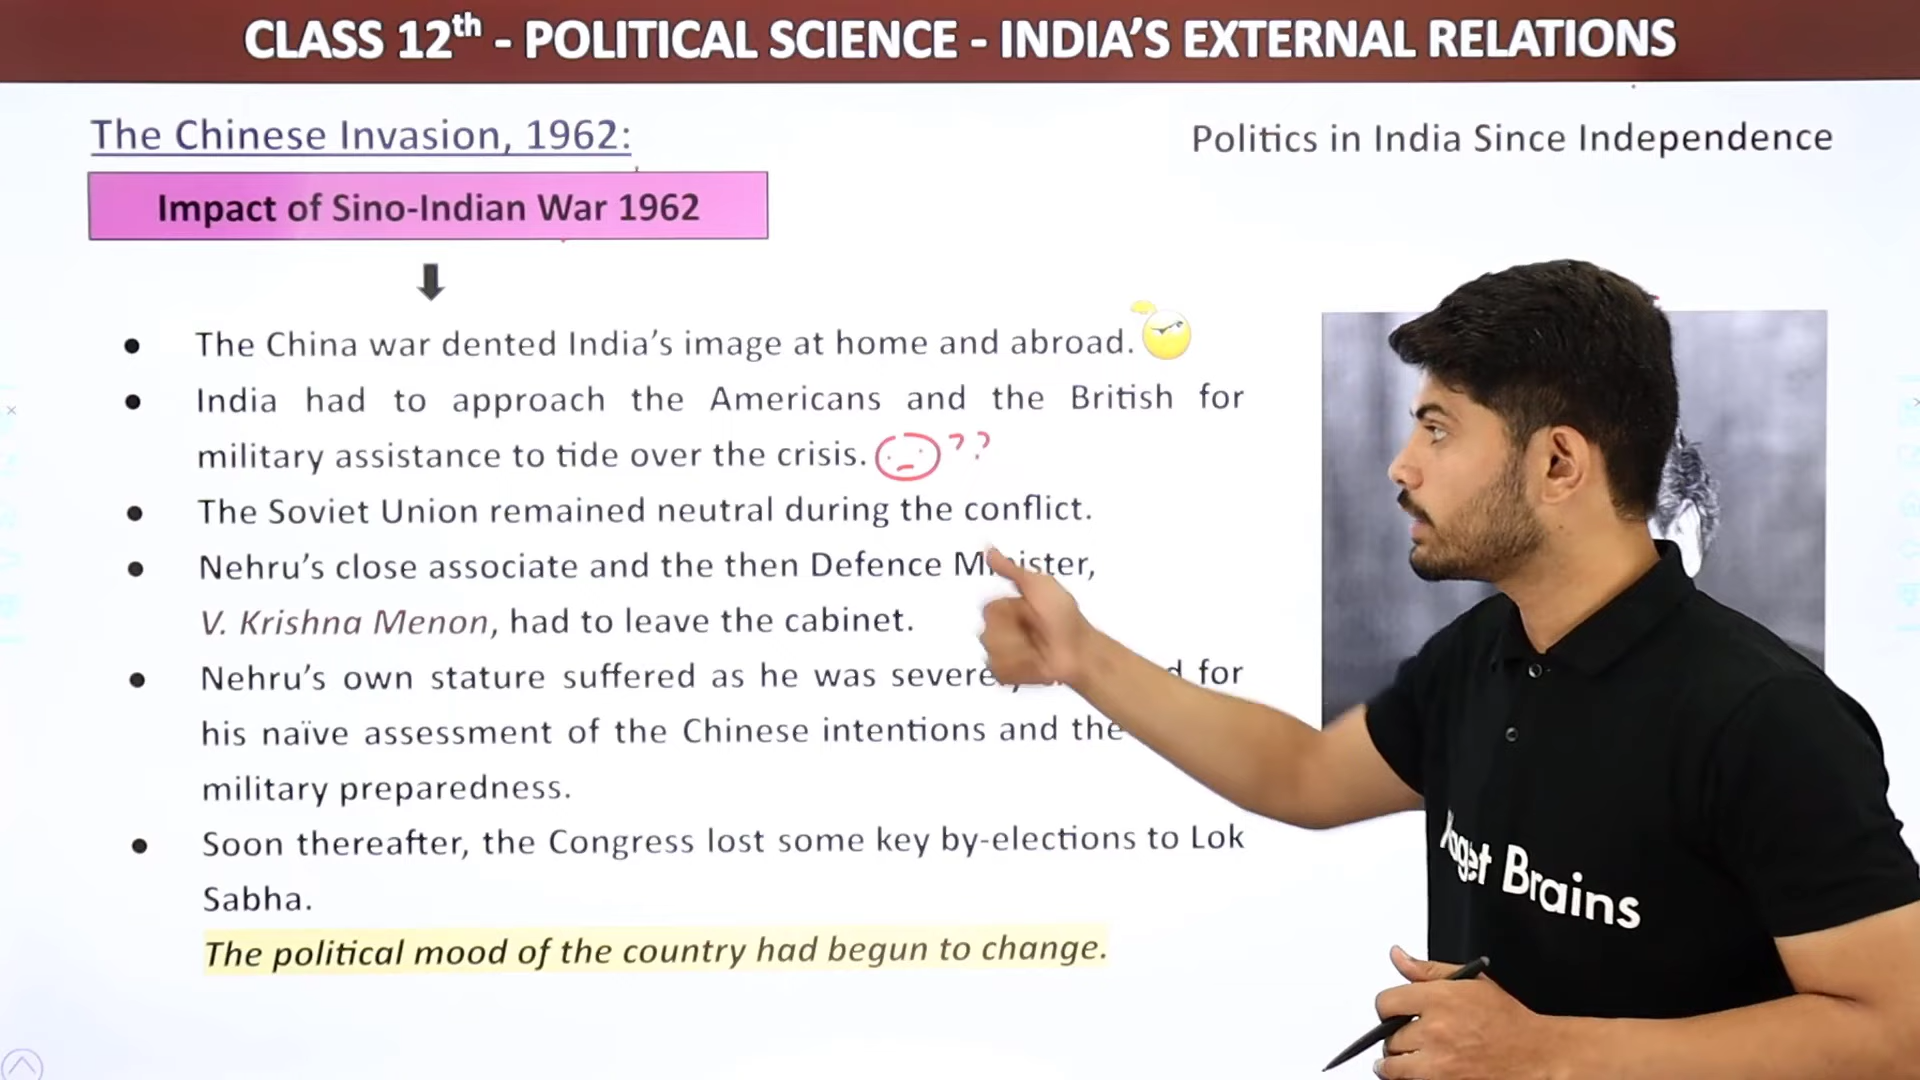 CLASS 12th - POLITICAL SCIENCE - INDIA'S EXTERNAL RELATIONS
The Chinese Invasion, 1962:
Politics in India Since Independence
Impact of Sino-Indian War 1962
● The China war dented India's image at home and abroad.
● India had to approach the Americans and the British for
military assistance to tide over the crisis. ??
● The Soviet Union remained neutral during the conflict.
● Nehru's close associate and the then Defence Minister,
V. Krishna Menon, had to leave the cabinet.
● Nehru's own stature suffered as he was for
his naïve assessment of the Chinese intentions and the
military preparedness.
● Soon thereafter, the Congress lost some key by-elections to Lok
Sabha.
The political mood of the country had begun to change.
Brains